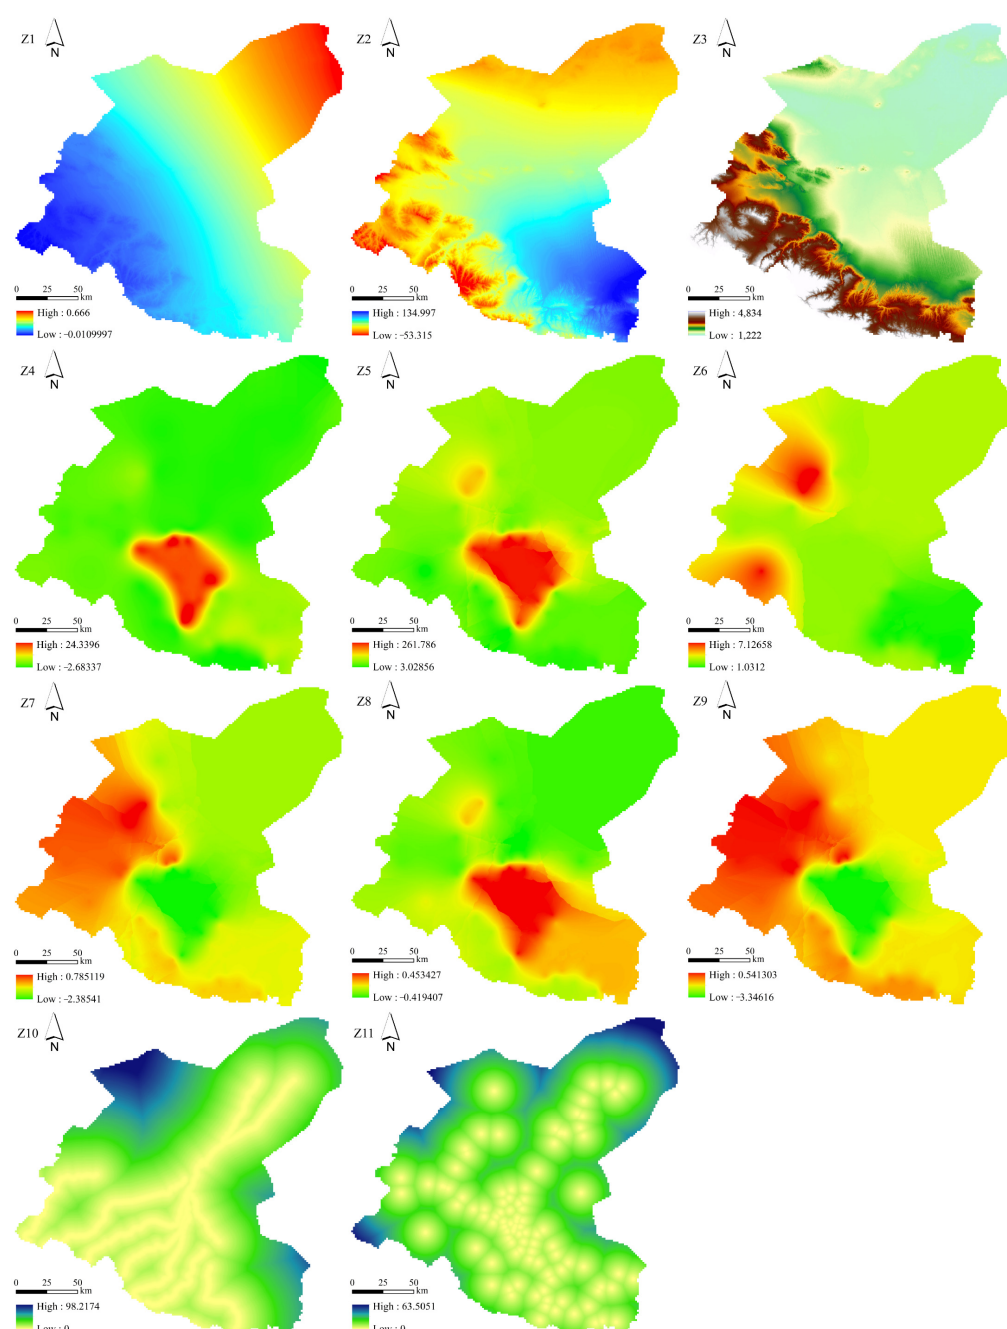 Z1 N Z2 N Z3 N
0 25 50 km 0 25 50 km 0 25 50 km
High : 0.666 High : 134.997 High : 4,834
Low : −0.0109997 Low : −53.315 Low : 1,222
Z4 N Z5 N Z6 N
0 25 50 km 0 25 50 km 0 25 50 km
High : 24.3396 High : 261.786 High : 7.12658
Low : −2.68337 Low : 3.02856 Low : 1.0312
Z7 N Z8 N Z9 N
0 25 50 km 0 25 50 km 0 25 50 km
High : 0.785119 High : 0.453427 High : 0.541303
Low : −2.38541 Low : −0.419407 Low : −3.34616
Z10 N Z11 N
0 25 50 km 0 25 50 km
High : 98.2174 High : 63.5051
Low : 0 Low : 0